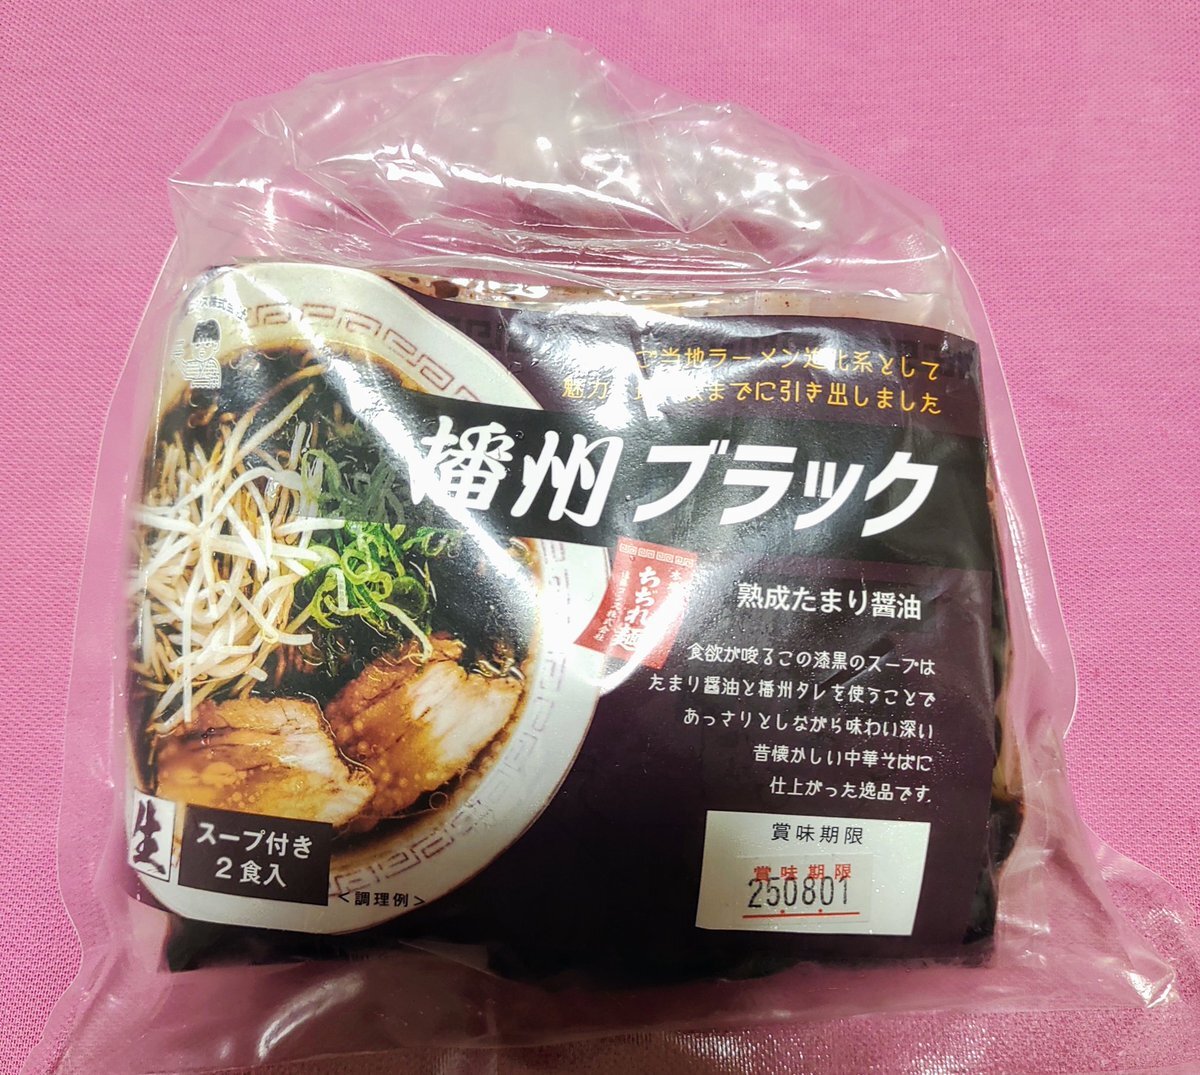 ご当地ラーメン進化系として
魅力 までに引き出しました
播州ブラック
ちぢれ麺
株式会社
熟成たまり醤油
食欲が唆るこの漆黒のスープは
たまり醤油と播州タレを使うことで
あっさりとしながら味わい深い
昔懐かしい中華そばに
仕上がった逸品です。
生
スープ付き
2食入
<調理例>
賞味期限
賞味期限
250801